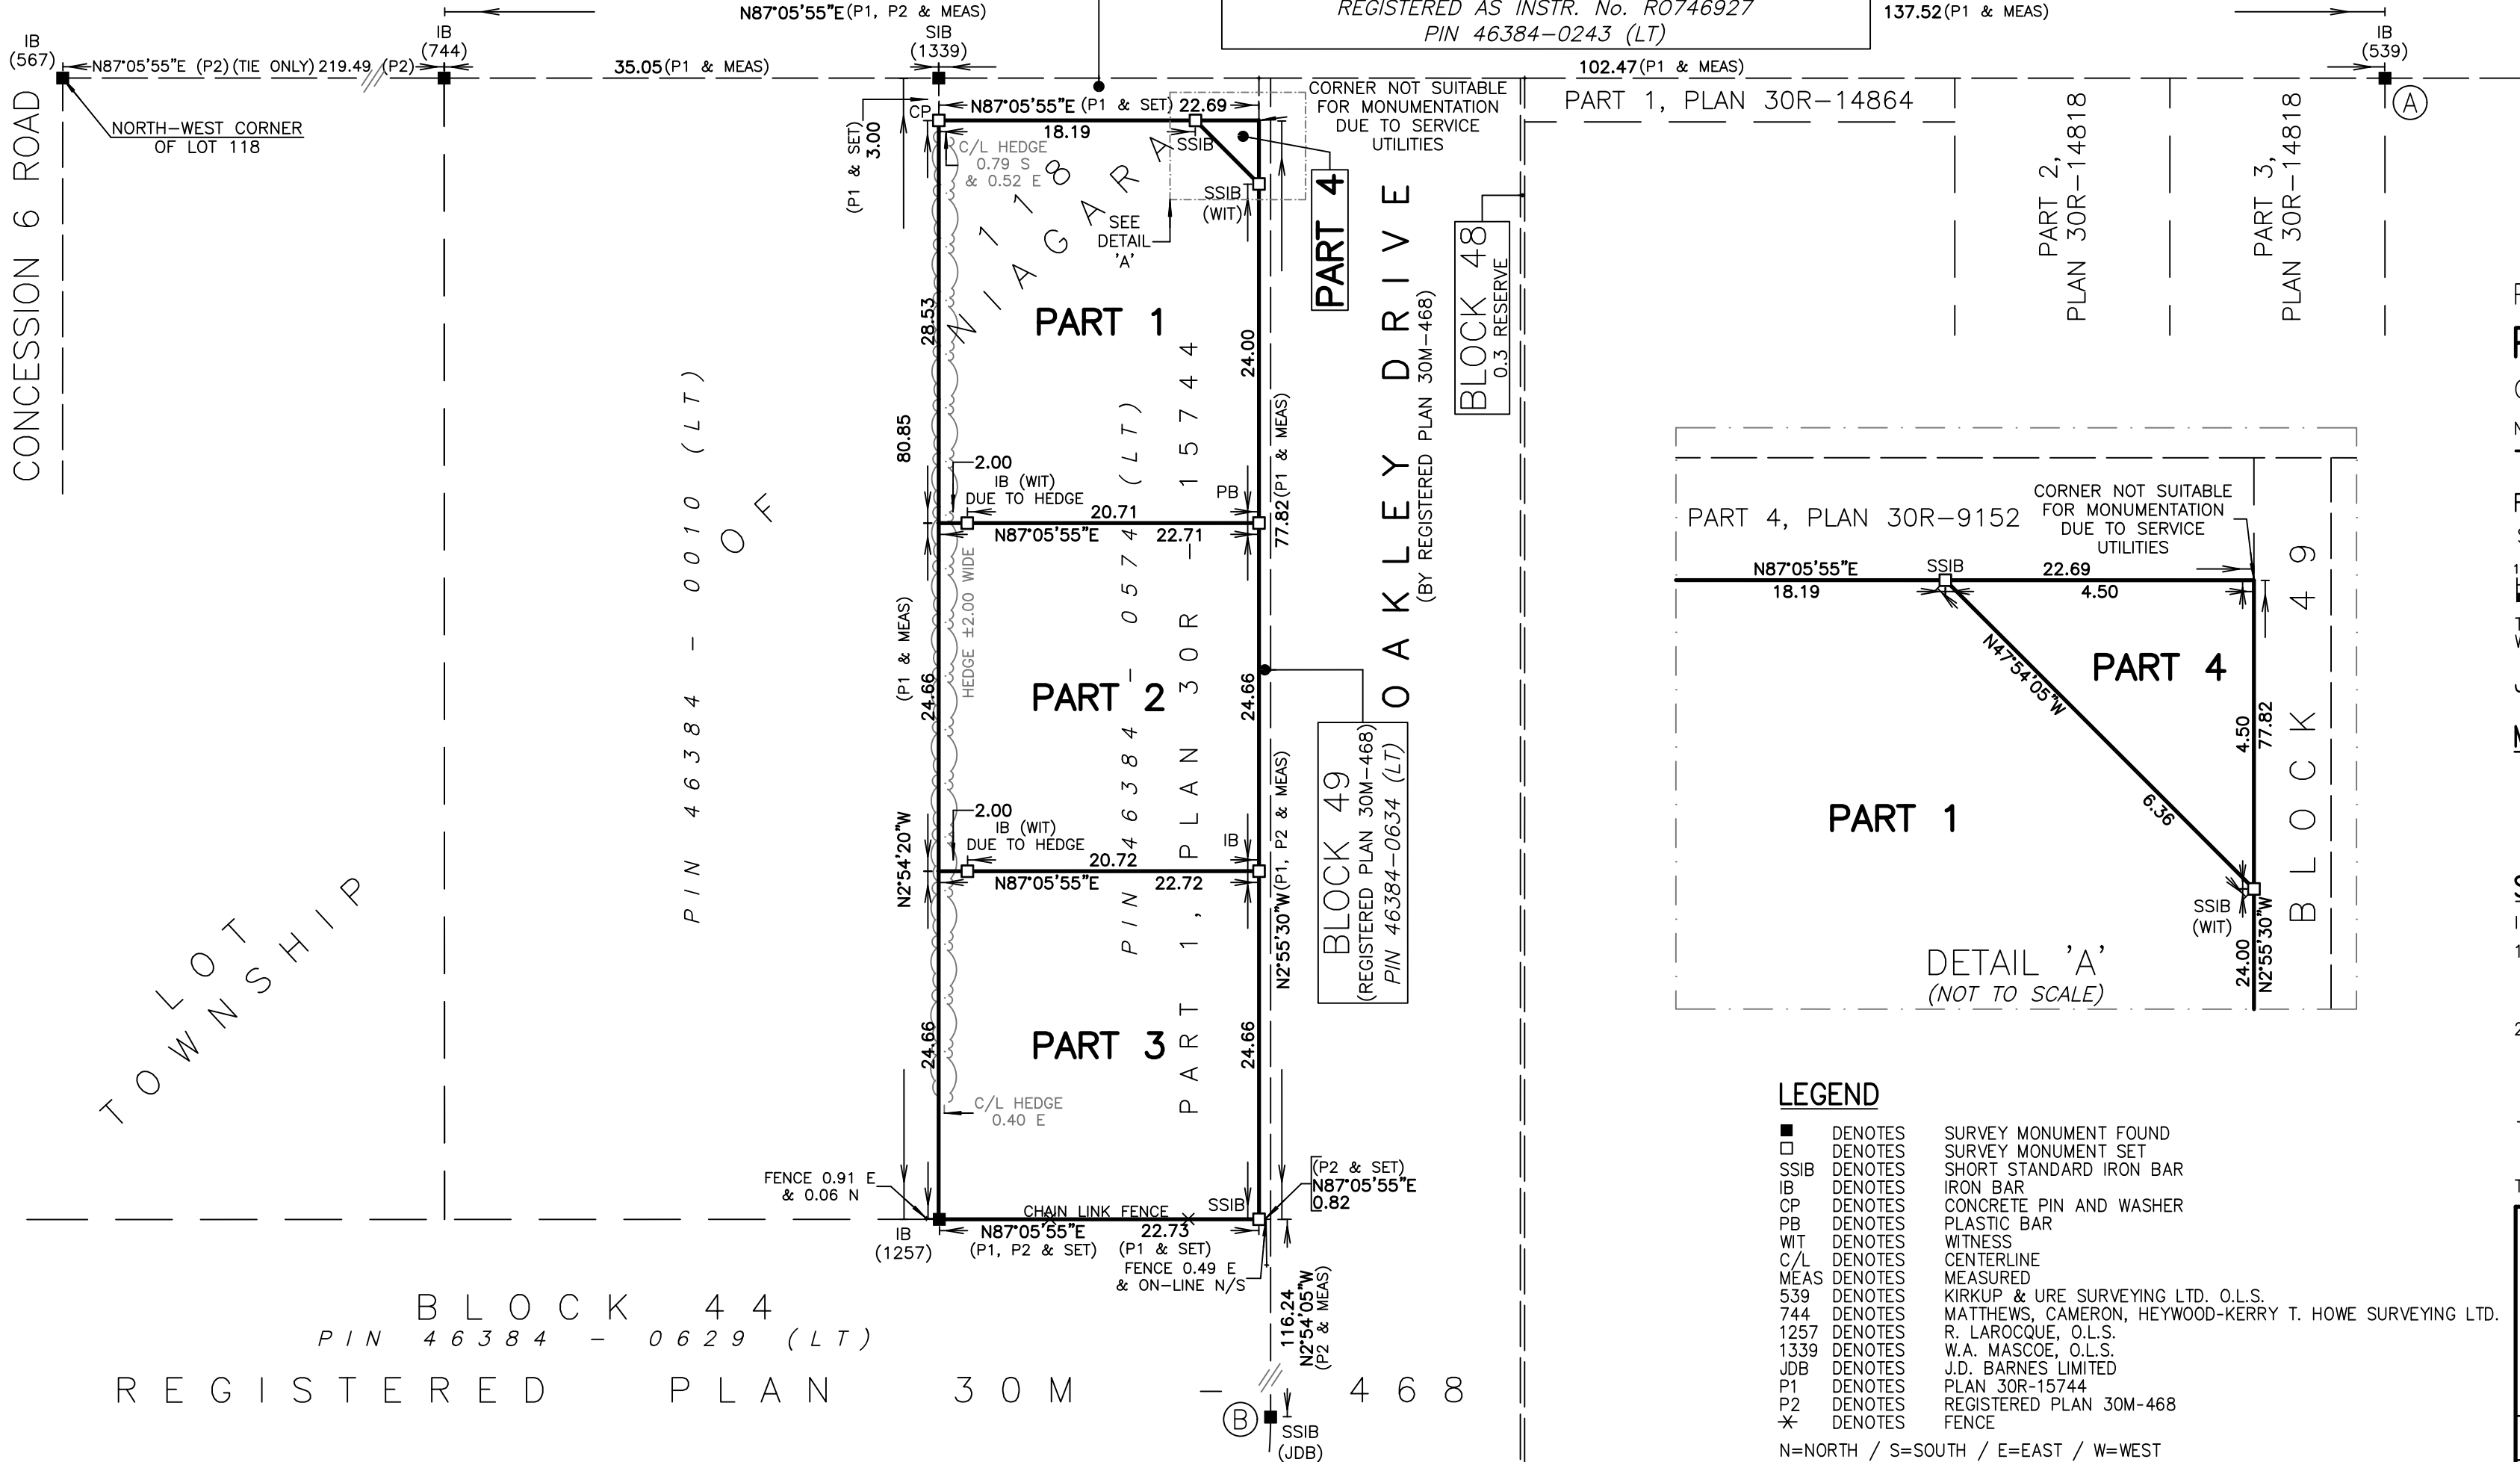 N87°05'55"E (P1, P2 & MEAS)
REGISTERED AS INSTR. No. RO746927
PIN 46384-0243 (LT)
137.52 (P1 & MEAS)
IB
(567)
N87°05'55"E (P2) (TIE ONLY) 219.49 (P2)
IB
(744)
35.05 (P1 & MEAS)
SIB
(1339)
102.47 (P1 & MEAS)
IB
(539)
A
NORTH-WEST CORNER
OF LOT 118
CONCESSION 6 ROAD
(P1 & SET)
3.00
CP
N87°05'55"E (P1 & SET) 22.69
18.19
SSIB
C/L HEDGE
0.79 S
& 0.52 E
CORNER NOT SUITABLE
FOR MONUMENTATION
DUE TO SERVICE
UTILITIES
SSIB
(WIT)
SEE
DETAIL
'A'
PART 4
PART 1, PLAN 30R-14864
PART 2,
PLAN 30R-14818
PART 3,
PLAN 30R-14818
BLOCK 48
0.3 RESERVE
OAKLEY DRIVE
(BY REGISTERED PLAN 30M-468)
118
NIAGARA
OF
LOT
TOWNSHIP
PART 1
28.53
24.00
80.85
(P1 & MEAS)
N2°54'20"W
77.82 (P1 & MEAS)
N2°55'30"W (P1, P2 & MEAS)
PIN 46384 - 0010 (LT)
PIN 46384 - 0574 (LT)
PART 1, PLAN 30R - 15744
2.00
IB (WIT)
DUE TO HEDGE
PB
20.71
N87°05'55"E 22.71
HEDGE ±2.00 WIDE
24.66
PART 2
24.66
2.00
IB (WIT)
DUE TO HEDGE
IB
20.72
N87°05'55"E 22.72
BLOCK 49
(REGISTERED PLAN 30M-468)
PIN 46384-0634 (LT)
24.66
PART 3
24.66
C/L HEDGE
0.40 E
FENCE 0.91 E
& 0.06 N
IB
(1257)
CHAIN LINK FENCE
SSIB
N87°05'55"E 22.73
(P1, P2 & SET) (P1 & SET)
FENCE 0.49 E
& ON-LINE N/S
(P2 & SET)
N87°05'55"E
0.82
116.24
N2°54'05"W
(P2 & MEAS)
B
SSIB
(JDB)
BLOCK 44
PIN 46384 - 0629 (LT)
REGISTERED PLAN 30M - 468
PART 4, PLAN 30R-9152
CORNER NOT SUITABLE
FOR MONUMENTATION
DUE TO SERVICE
UTILITIES
N87°05'55"E
SSIB
22.69
18.19
4.50
N47°54'05"W
6.36
PART 4
4.50
77.82
BLOCK 49
PART 1
SSIB
(WIT)
24.00
N2°55'30"W
DETAIL 'A'
(NOT TO SCALE)
LEGEND
■ DENOTES SURVEY MONUMENT FOUND
□ DENOTES SURVEY MONUMENT SET
SSIB DENOTES SHORT STANDARD IRON BAR
IB DENOTES IRON BAR
CP DENOTES CONCRETE PIN AND WASHER
PB DENOTES PLASTIC BAR
WIT DENOTES WITNESS
C/L DENOTES CENTERLINE
MEAS DENOTES MEASURED
539 DENOTES KIRKUP & URE SURVEYING LTD. O.L.S.
744 DENOTES MATTHEWS, CAMERON, HEYWOOD-KERRY T. HOWE SURVEYING LTD.
1257 DENOTES R. LAROCQUE, O.L.S.
1339 DENOTES W.A. MASCOE, O.L.S.
JDB DENOTES J.D. BARNES LIMITED
P1 DENOTES PLAN 30R-15744
P2 DENOTES REGISTERED PLAN 30M-468
DENOTES FENCE
N=NORTH / S=SOUTH / E=EAST / W=WEST